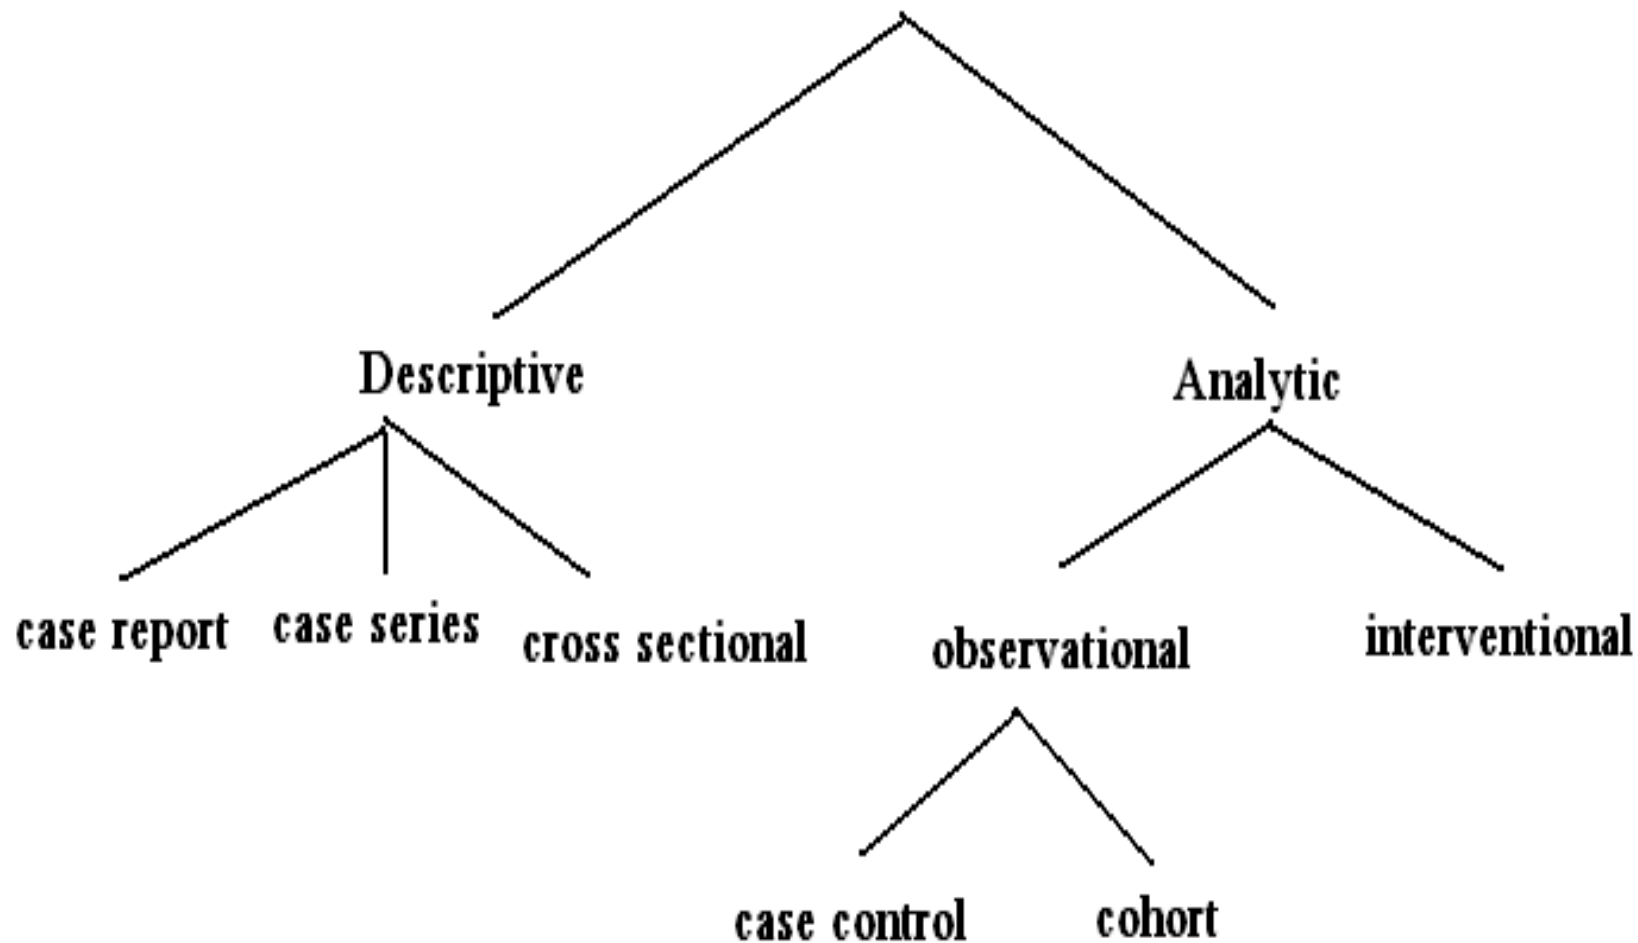 Descriptive
Analytic
case report
case series
cross sectional
observational
interventional
case control
cohort